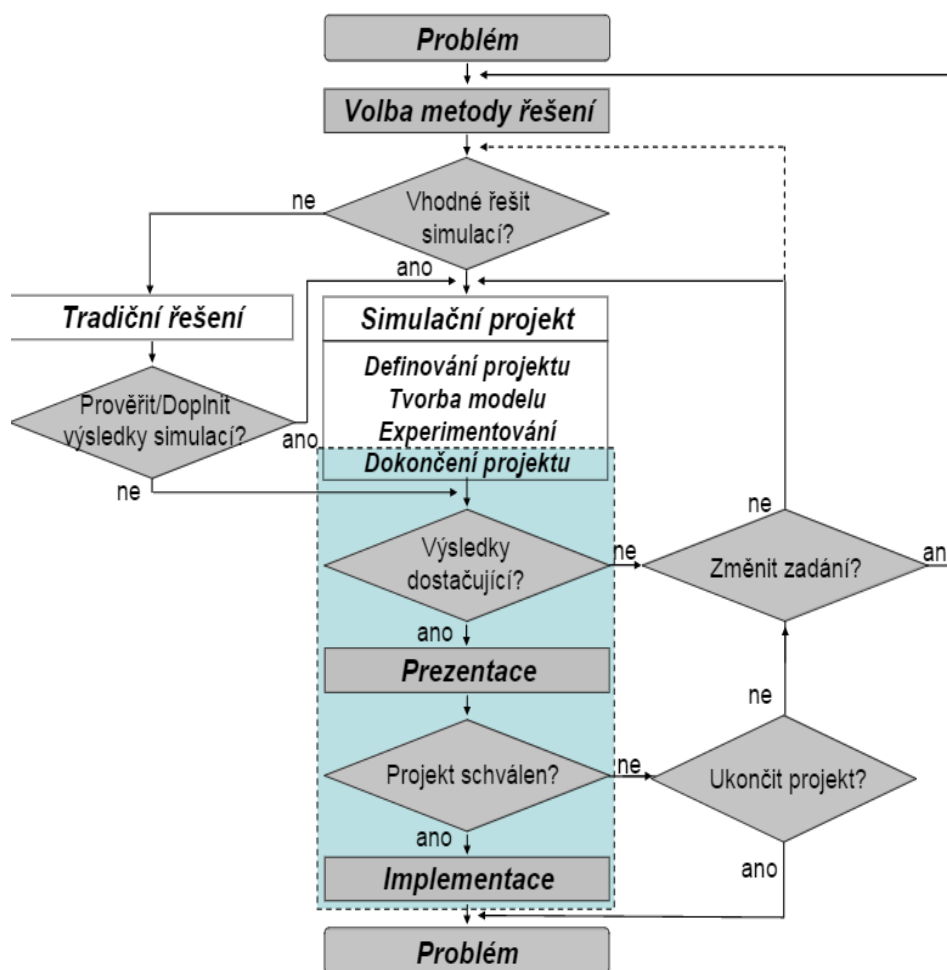 Problém
Volba metody řešení
ne
Vhodné řešit
simulací?
ano
Tradiční řešení
Simulační projekt
Definování projektu
Tvorba modelu
Experimentování
Dokončení projektu
Prověřit/Doplnit
výsledky simulací?
ano
ne
Výsledky
dostačující?
ne
ne
Změnit zadání?
an
ano
Prezentace
ne
Projekt schválen?
ne
Ukončit projekt?
ano
ano
Implementace
Problém